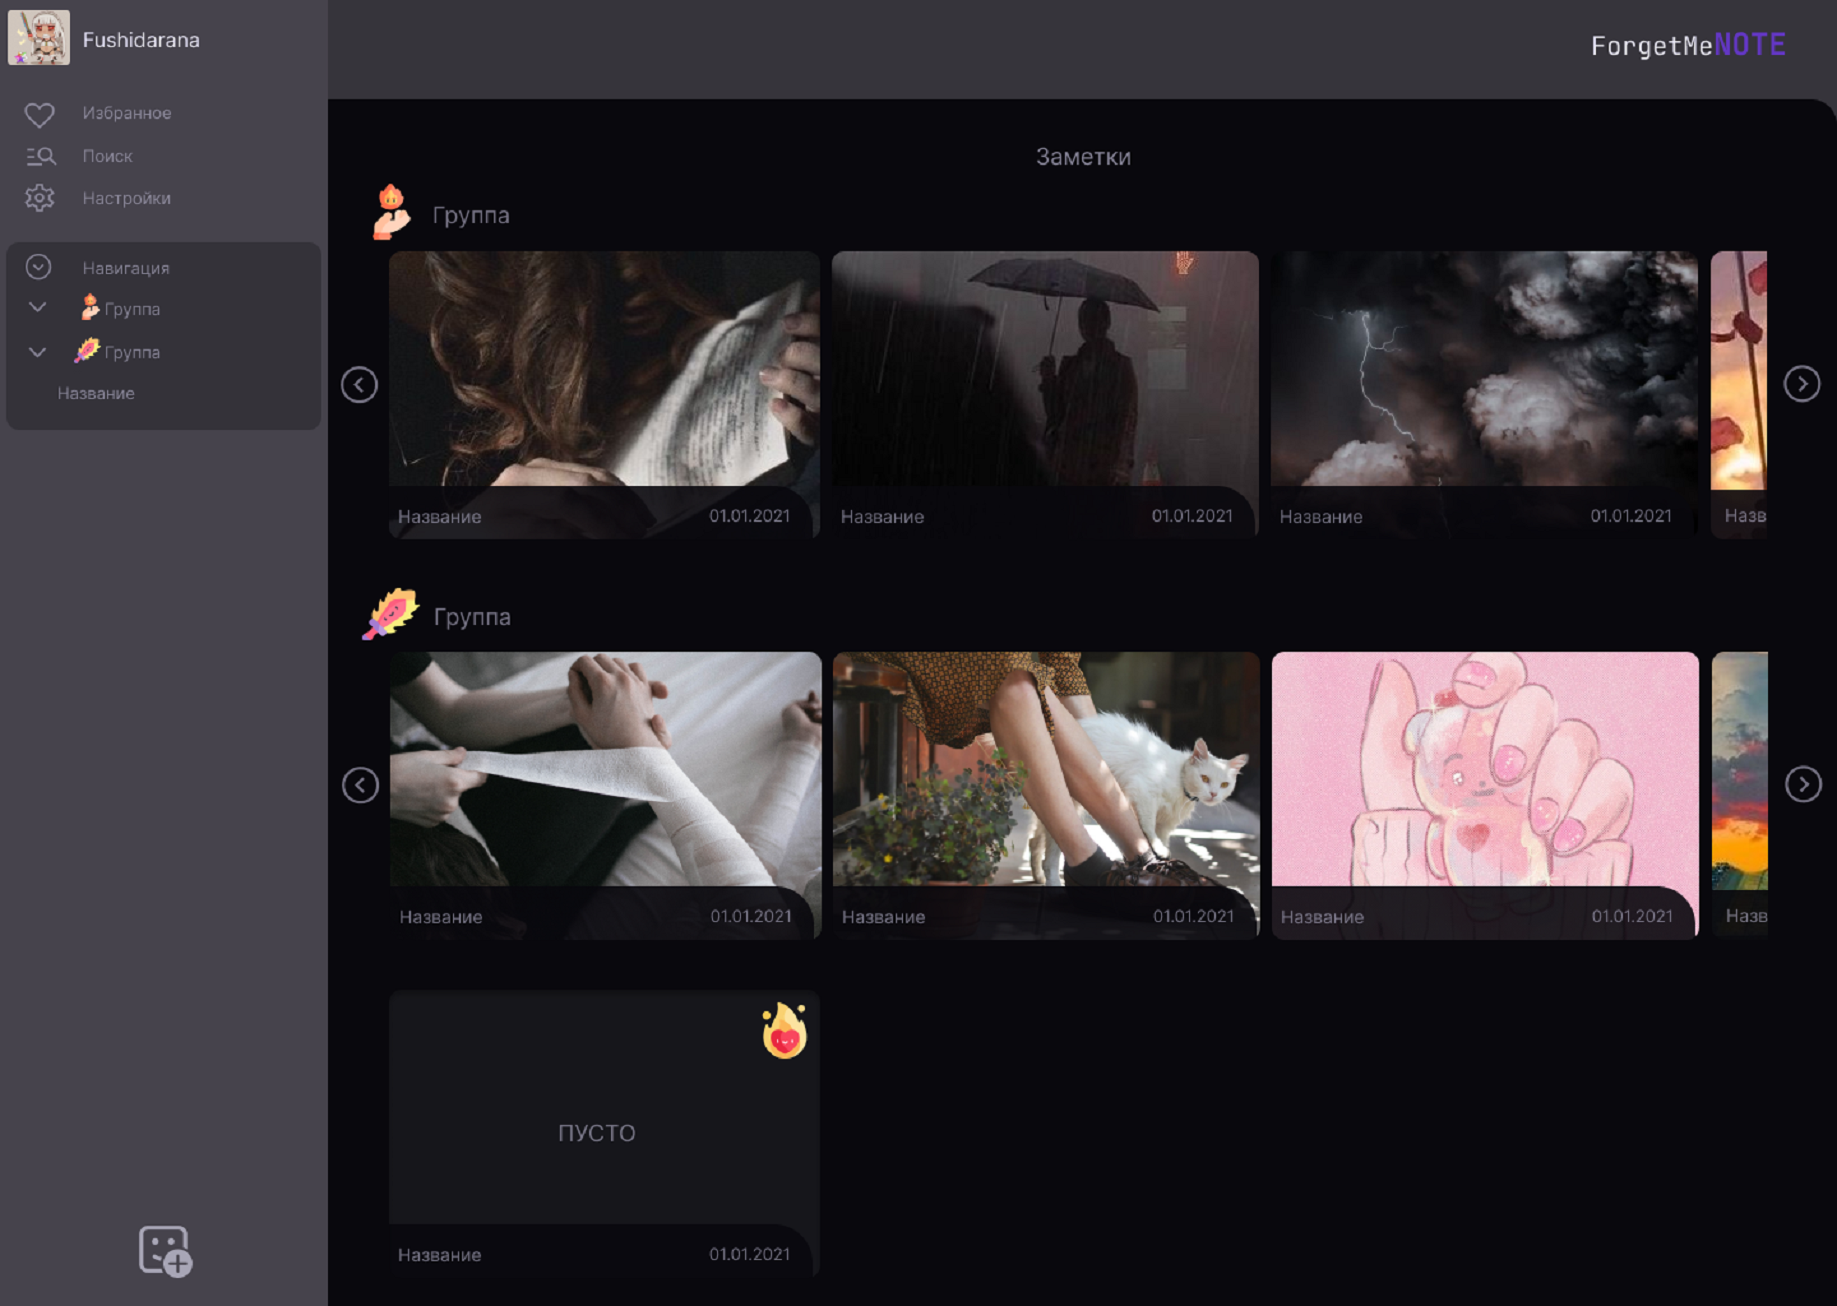 Fushidarana
ForgetMeNOTE
Избранное
Поиск
Настройки
Навигация
Группа
Группа
Название
Заметки
Группа
Название 01.01.2021
Название 01.01.2021
Название 01.01.2021
Назв
Группа
Название 01.01.2021
Название 01.01.2021
Название 01.01.2021
Назв
ПУСТО
Название 01.01.2021